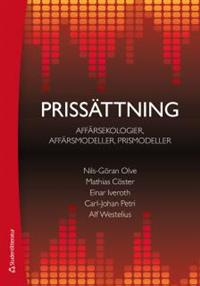 PRISSÄTTNING
AFFÄRSEKOLOGIER,
AFFÄRSMODELLER, PRISMODELLER
Nils-Göran Olve
Mathias Cöster
Einar Iveroth
Carl-Johan Petri
Alf Westelius
Studentlitteratur